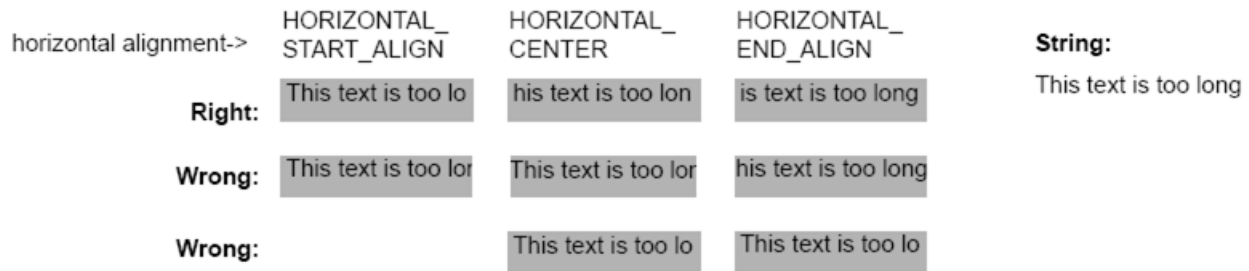 horizontal alignment-> HORIZONTAL_ START_ALIGN HORIZONTAL_ CENTER HORIZONTAL_ END_ALIGN String:
Right: This text is too lo his text is too lon is text is too long This text is too long
Wrong: This text is too lor This text is too lor his text is too long
Wrong: This text is too lo This text is too lo